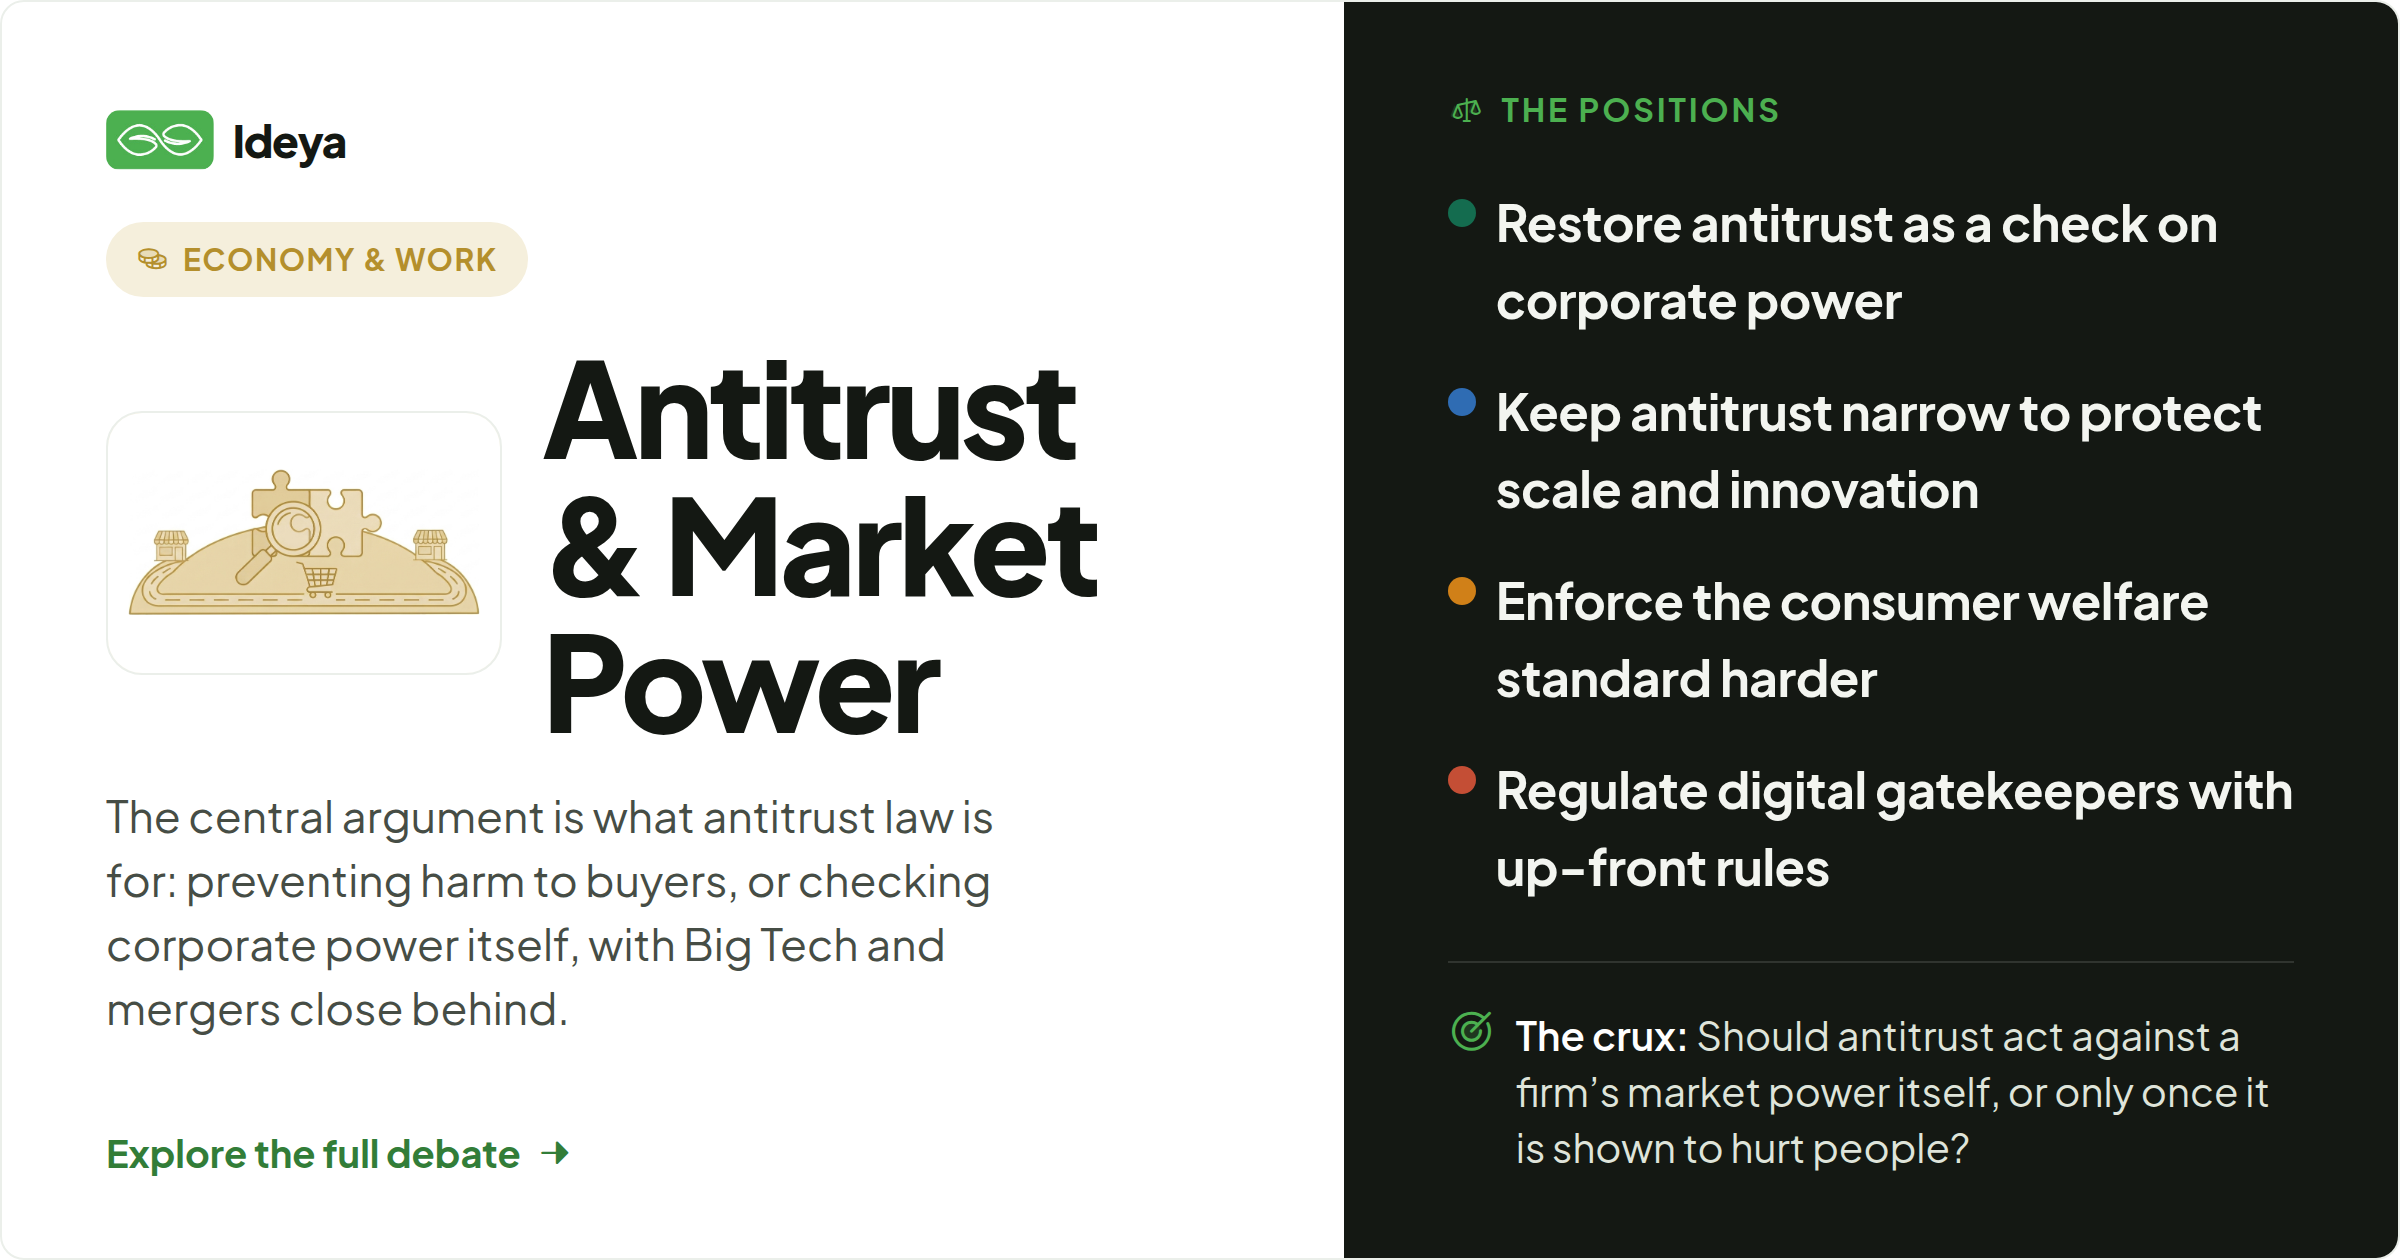 Ideya
ECONOMY & WORK
Antitrust
& Market
Power
The central argument is what antitrust law is
for: preventing harm to buyers, or checking
corporate power itself, with Big Tech and
mergers close behind.
Explore the full debate
THE POSITIONS
Restore antitrust as a check on
corporate power
Keep antitrust narrow to protect
scale and innovation
Enforce the consumer welfare
standard harder
Regulate digital gatekeepers with
up-front rules
The crux: Should antitrust act against a
firm’s market power itself, or only once it
is shown to hurt people?